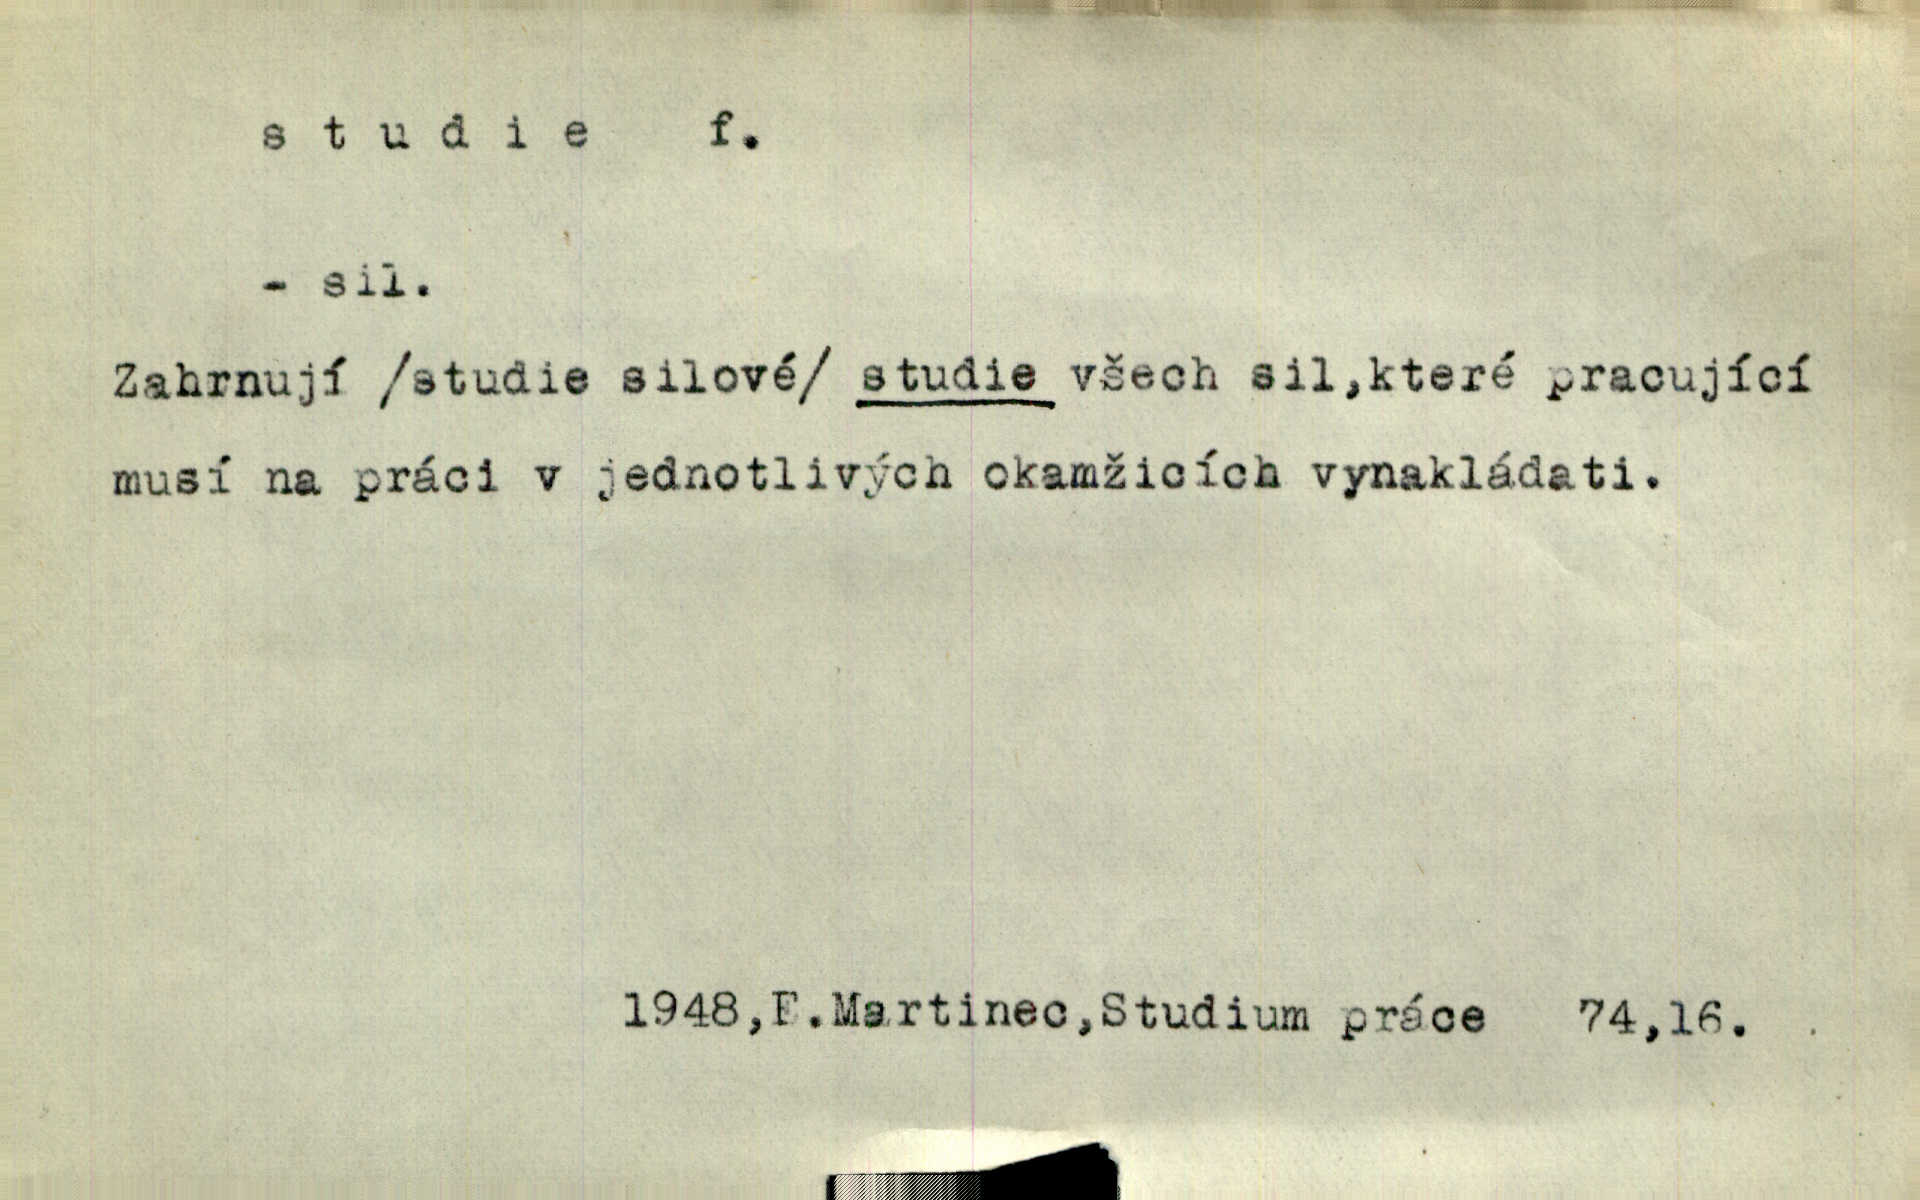 studie f.
- sil.
Zahrnují /studie silové/ studie všech sil,které pracující
musí na práci v jednotlivých okamžicích vynakládati.
1948,F.Martinec,Studium práce 74,16.